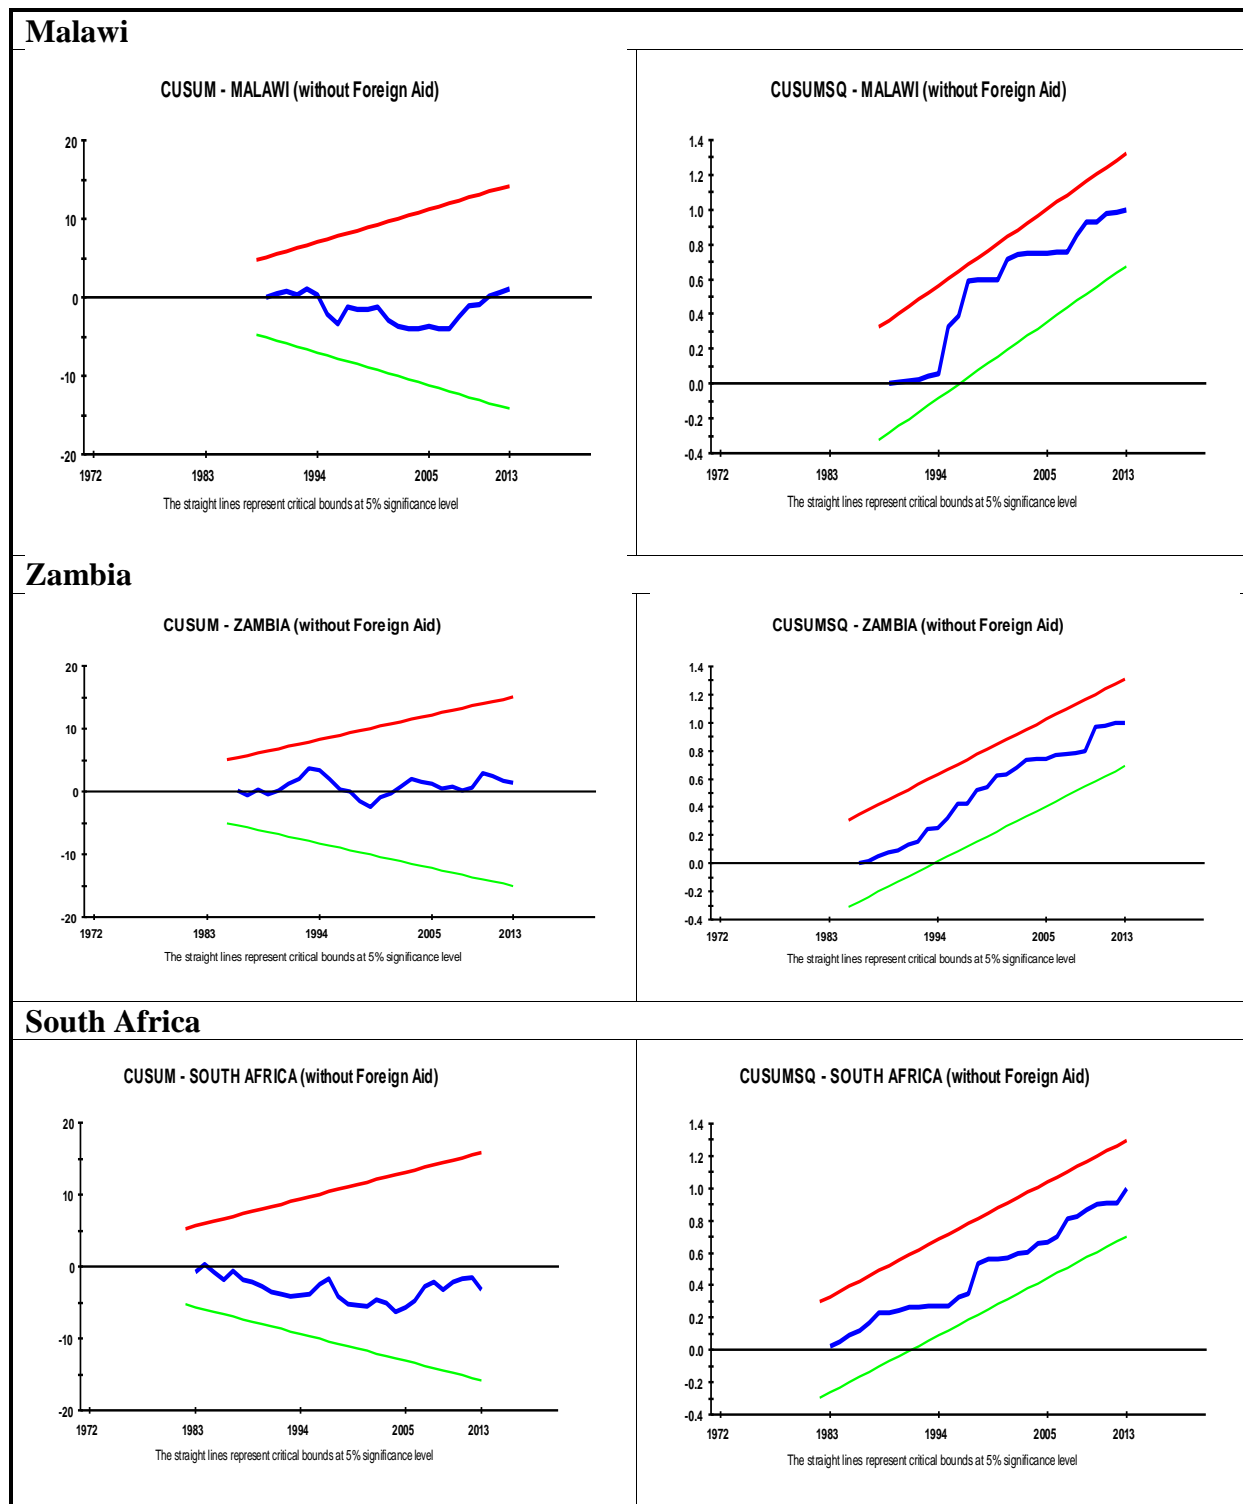 Malawi
CUSUM - MALAWI (without Foreign Aid)
20
10
0
-10
-20
1972 1983 1994 2005 2013
The straight lines represent critical bounds at 5% significance level
CUSUMSQ - MALAWI (without Foreign Aid)
1.4
1.2
1.0
0.8
0.6
0.4
0.2
0.0
-0.2
-0.4
1972 1983 1994 2005 2013
The straight lines represent critical bounds at 5% significance level
Zambia
CUSUM - ZAMBIA (without Foreign Aid)
20
10
0
-10
-20
1972 1983 1994 2005 2013
The straight lines represent critical bounds at 5% significance level
CUSUMSQ - ZAMBIA (without Foreign Aid)
1.4
1.2
1.0
0.8
0.6
0.4
0.2
0.0
-0.2
-0.4
1972 1983 1994 2005 2013
The straight lines represent critical bounds at 5% significance level
South Africa
CUSUM - SOUTH AFRICA (without Foreign Aid)
20
10
0
-10
-20
1972 1983 1994 2005 2013
The straight lines represent critical bounds at 5% significance level
CUSUMSQ - SOUTH AFRICA (without Foreign Aid)
1.4
1.2
1.0
0.8
0.6
0.4
0.2
0.0
-0.2
-0.4
1972 1983 1994 2005 2013
The straight lines represent critical bounds at 5% significance level